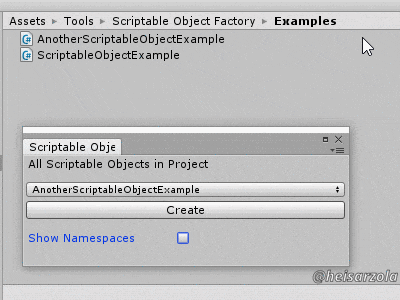 Assets ▸ Tools ▸ Scriptable Object Factory ▸ Examples
AnotherScriptableObjectExample
ScriptableObjectExample
Scriptable Obje
All Scriptable Objects in Project
AnotherScriptableObjectExample
Create
Show Namespaces
@heisarzola